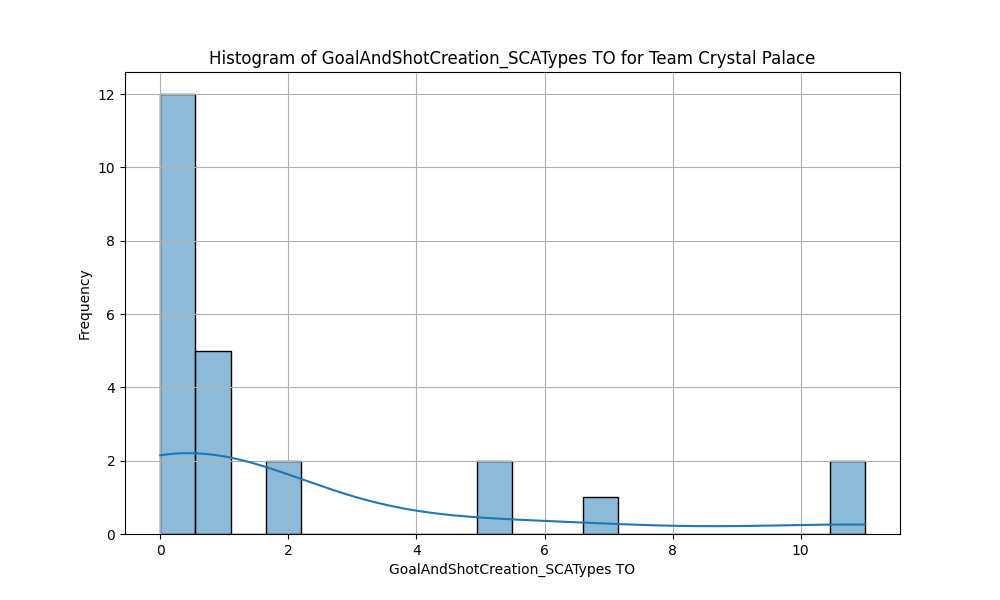 Histogram of GoalAndShotCreation_SCATypes TO for Team Crystal Palace
12
10
8
6
4
2
0
Frequency
0 2 4 6 8 10
GoalAndShotCreation_SCATypes TO